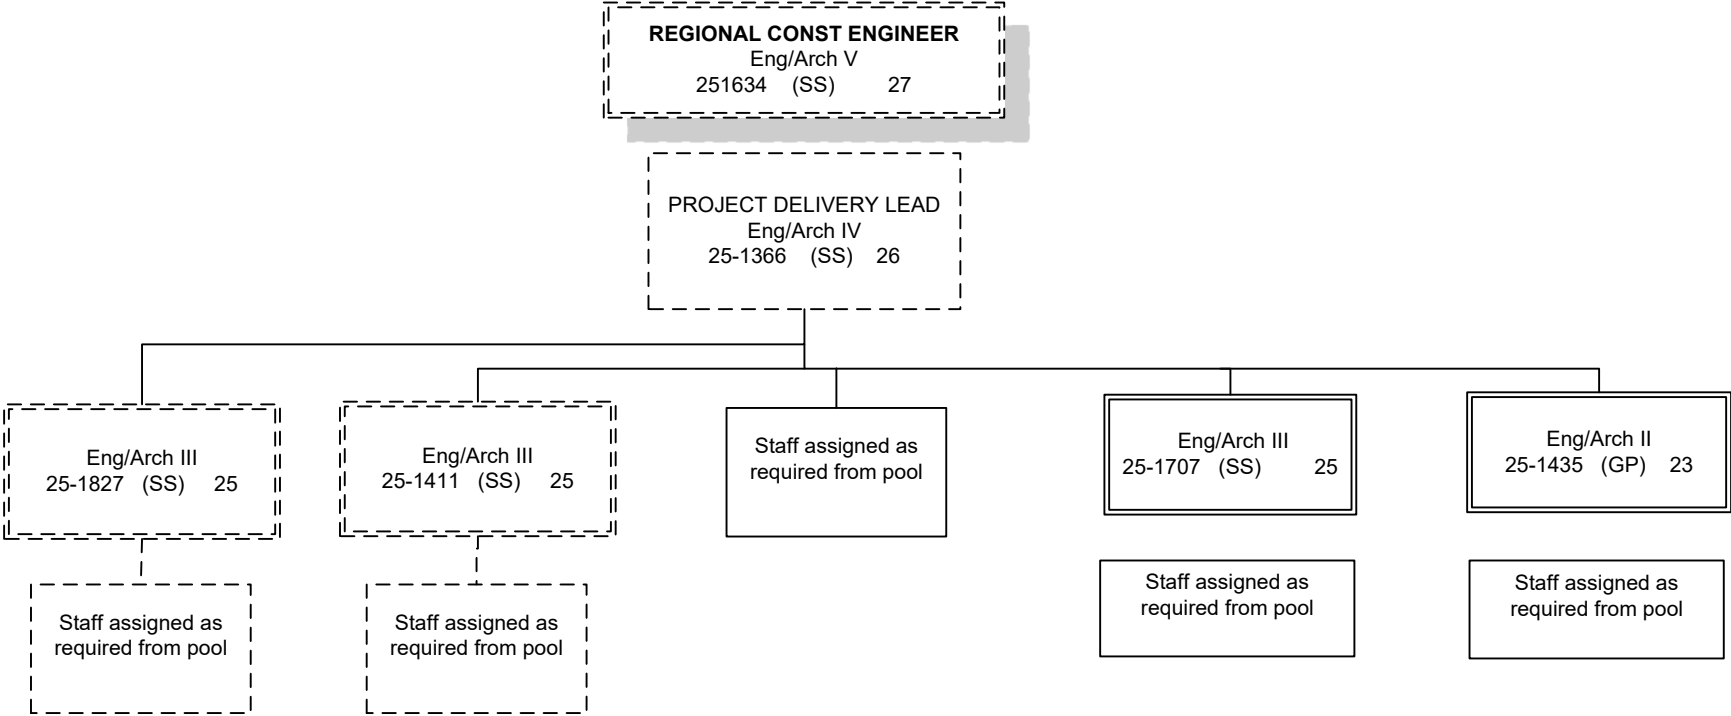 REGIONAL CONST ENGINEER
Eng/Arch V
251634 (SS) 27
PROJECT DELIVERY LEAD
Eng/Arch IV
25-1366 (SS) 26
Eng/Arch III
25-1827 (SS) 25
Eng/Arch III
25-1411 (SS) 25
Staff assigned as
required from pool
Eng/Arch III
25-1707 (SS) 25
Eng/Arch II
25-1435 (GP) 23
Staff assigned as
required from pool
Staff assigned as
required from pool
Staff assigned as
required from pool
Staff assigned as
required from pool